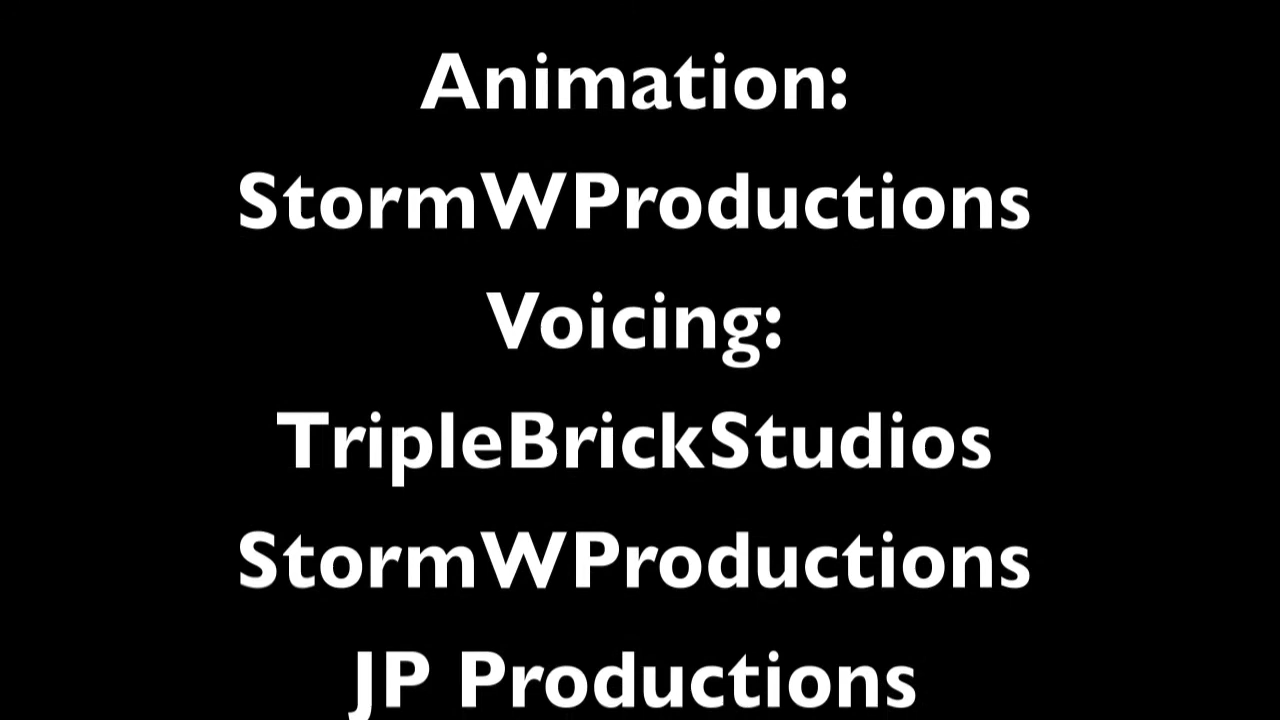 Animation:
StormWProductions
Voicing:
TripleBrickStudios
StormWProductions
JP Productions